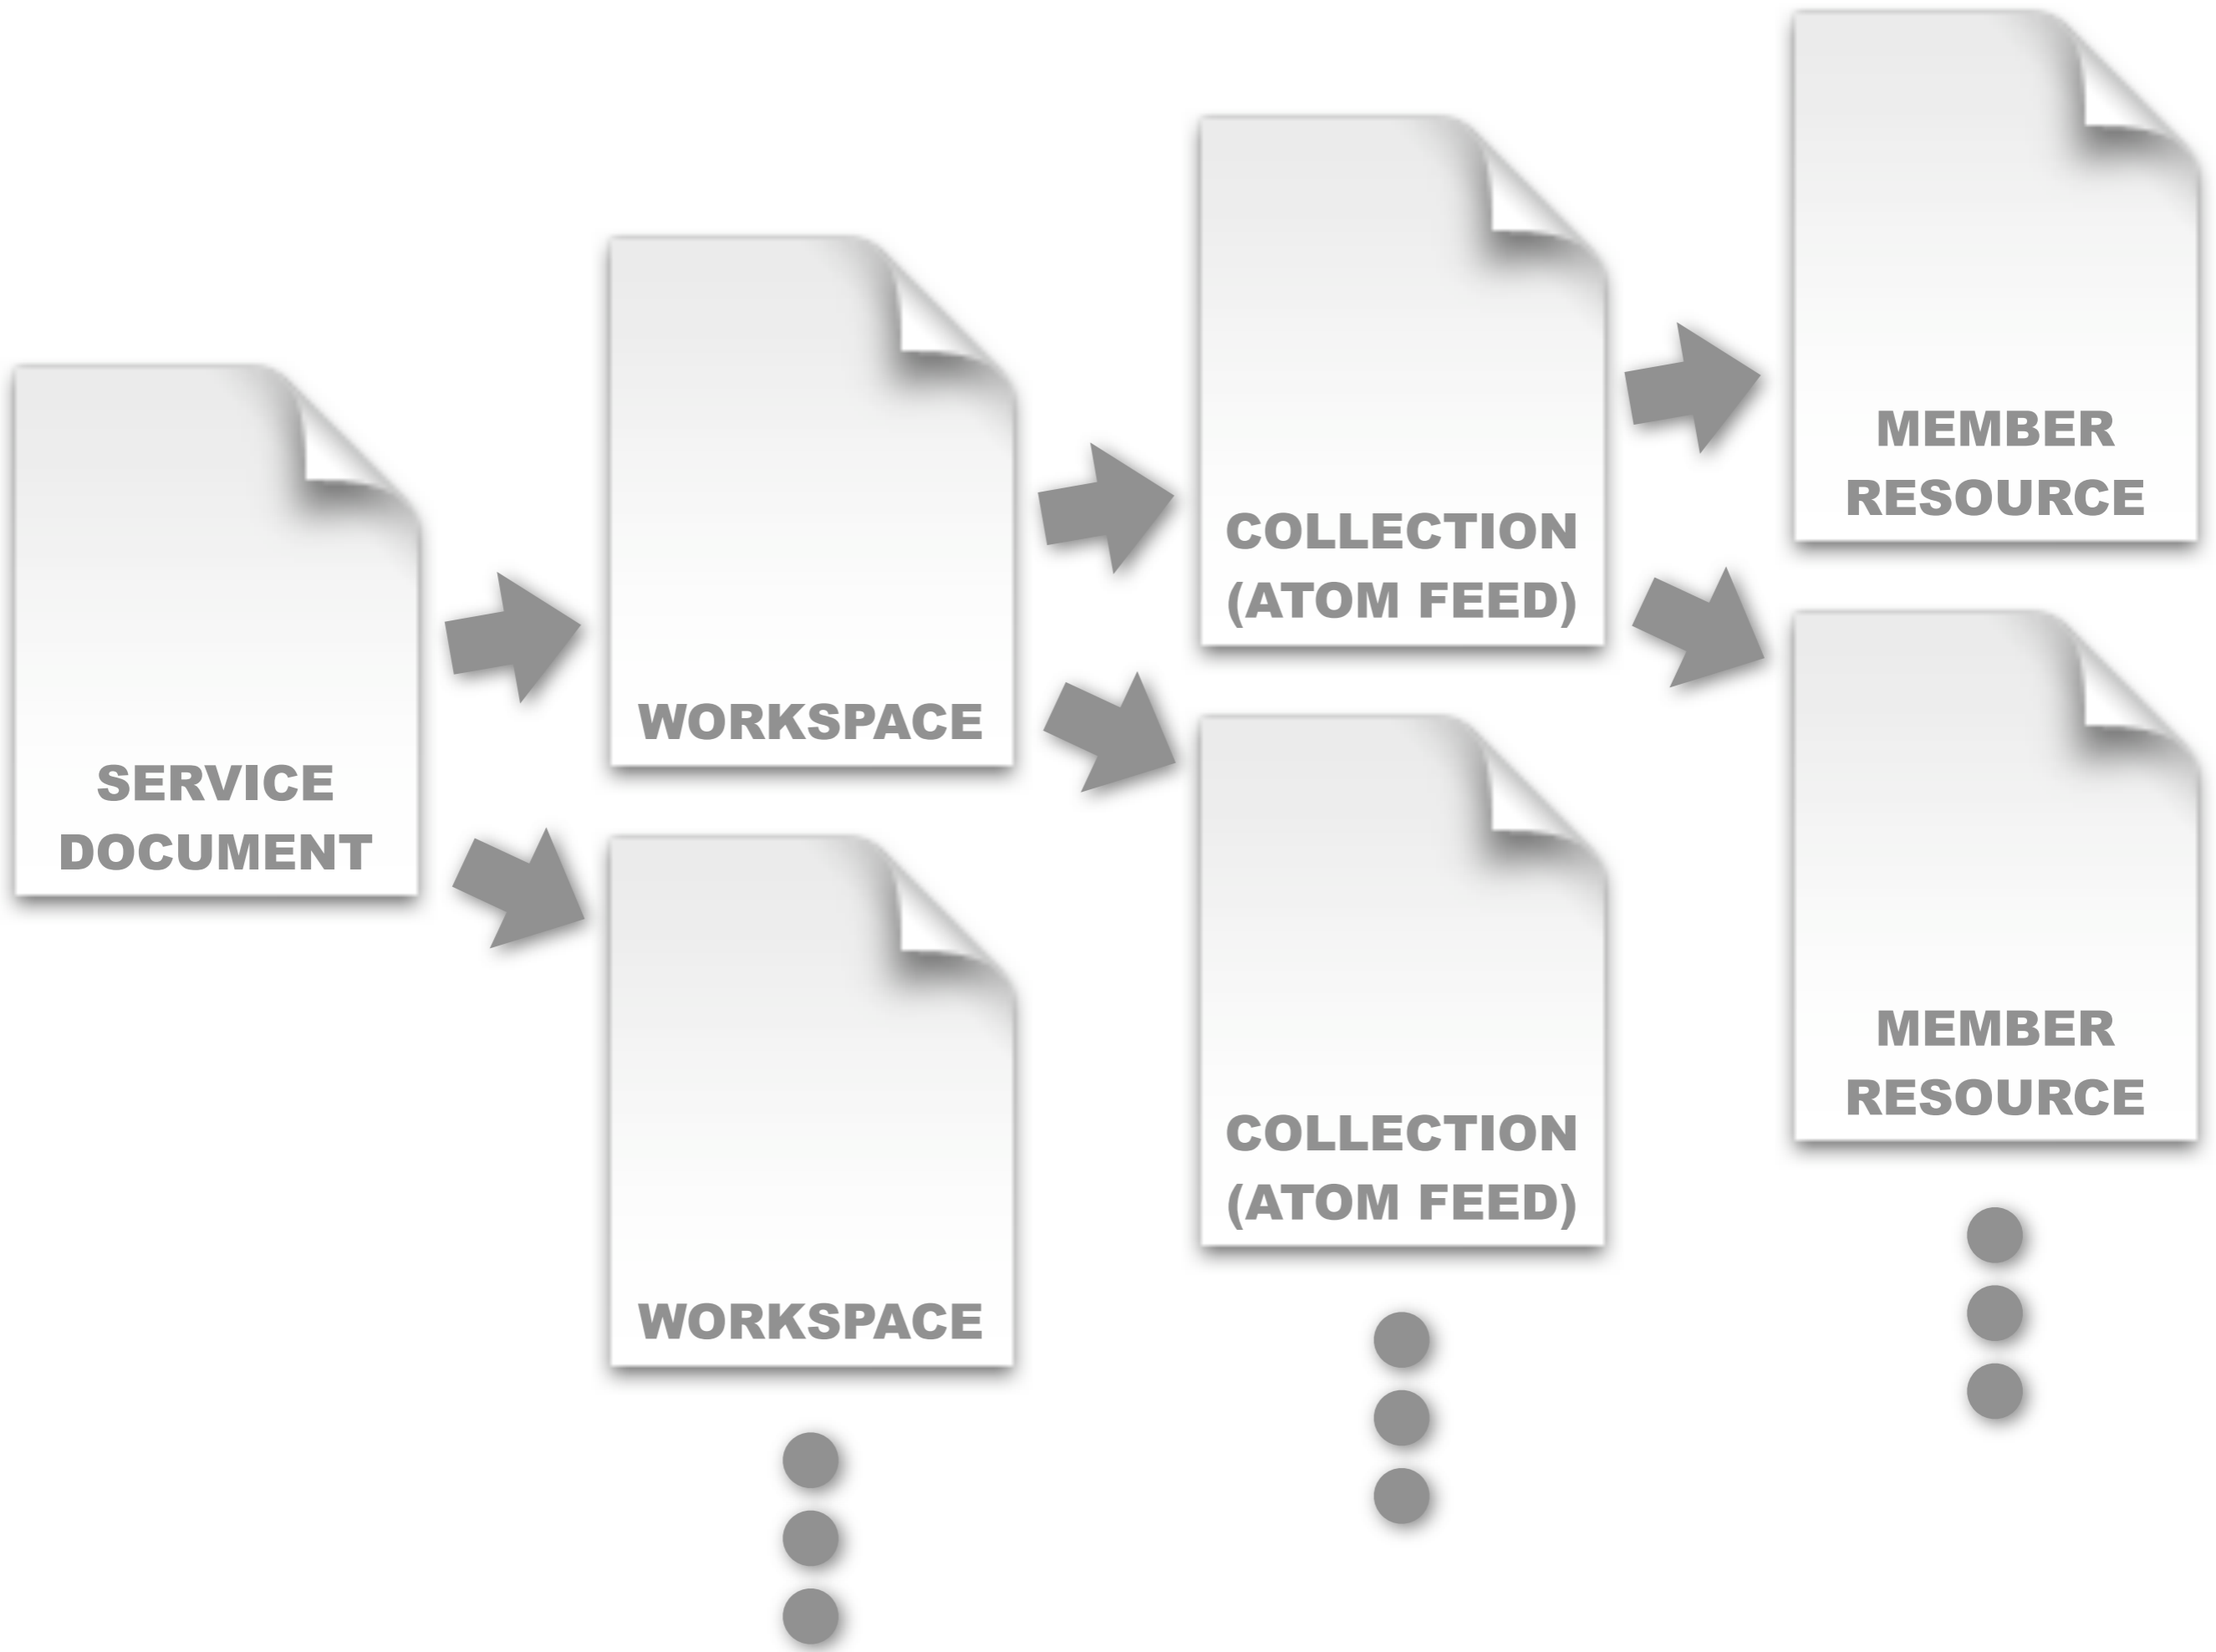 SERVICE
DOCUMENT
WORKSPACE
WORKSPACE
COLLECTION
(ATOM FEED)
COLLECTION
(ATOM FEED)
MEMBER
RESOURCE
MEMBER
RESOURCE